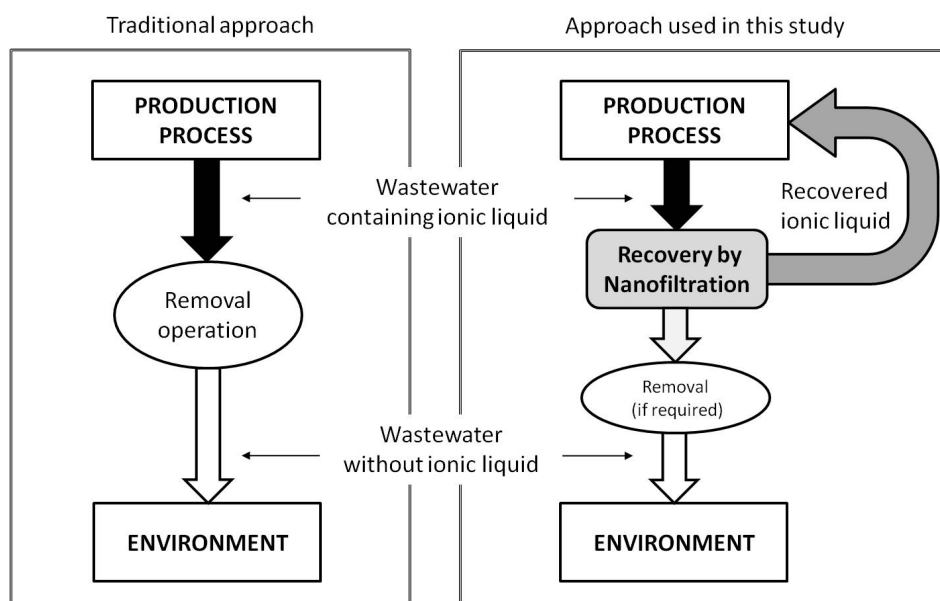 Traditional approach
PRODUCTION
PROCESS
Removal
operation
ENVIRONMENT
Wastewater
containing ionic liquid
Wastewater
without ionic liquid
Approach used in this study
PRODUCTION
PROCESS
Recovered
ionic liquid
Recovery by
Nanofiltration
Removal
(if required)
ENVIRONMENT